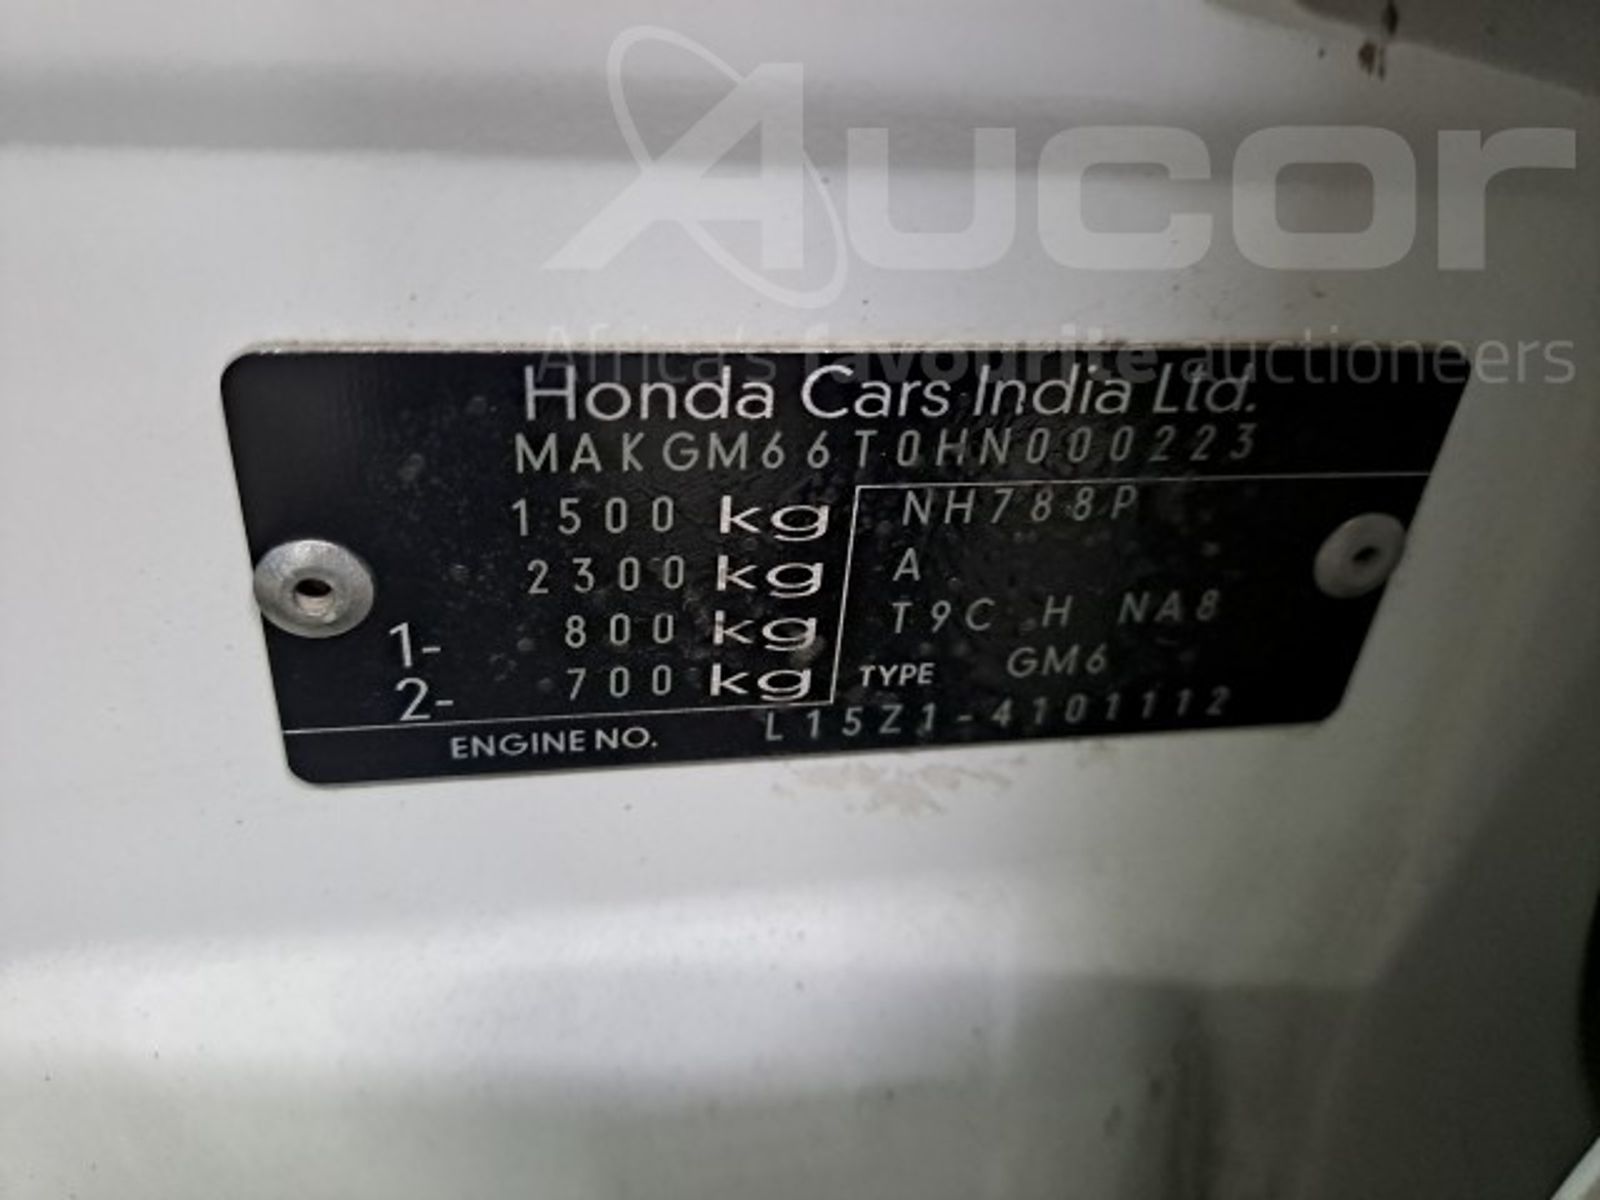 Aucor
Africa's favourite auctioneers
Honda Cars India Ltd.
MAKGM66T0HN000223
1500 kg
2300 kg
1- 800 kg
2- 700 kg
NH788P
A
T9C H NA8
TYPE GM6
ENGINE NO. L15Z1-4101112